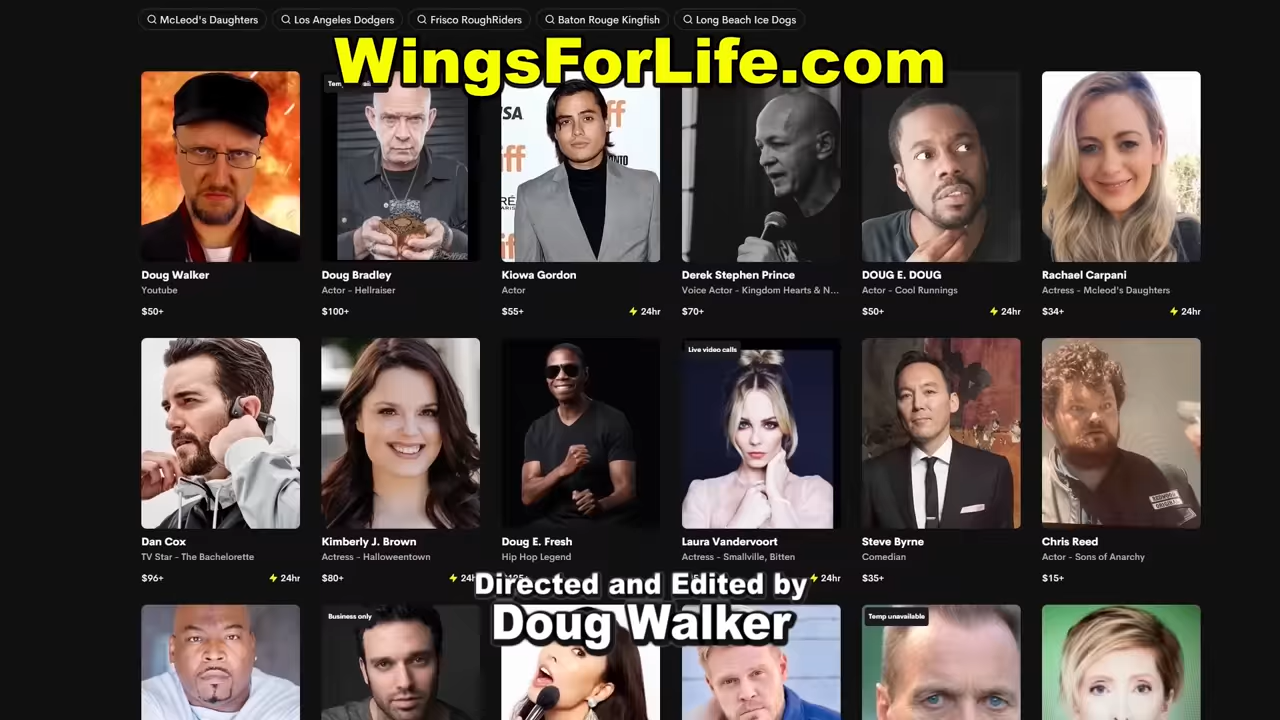 McLeod's Daughters
Los Angeles Dodgers
Frisco RoughRiders
Baton Rouge Kingfish
Long Beach Ice Dogs
WingsForLife.com
Doug Walker
Youtube
$50+
Doug Bradley
Actor - Hellraiser
$100+
Kiowa Gordon
Actor
$55+
24hr
Derek Stephen Prince
Voice Actor - Kingdom Hearts & N...
$70+
DOUG E. DOUG
Actor - Cool Runnings
$50+
24hr
Rachael Carpani
Actress - Mcleod's Daughters
$34+
24hr
Live video calls
Dan Cox
TV Star - The Bachelorette
$96+
24hr
Kimberly J. Brown
Actress - Halloweentown
$80+
Doug E. Fresh
Hip Hop Legend
Laura Vandervoort
Actress - Smallville, Bitten
24hr
Steve Byrne
Comedian
$35+
Chris Reed
Actor - Sons of Anarchy
$15+
Directed and Edited by
Doug Walker
Business only
Temp unavailable